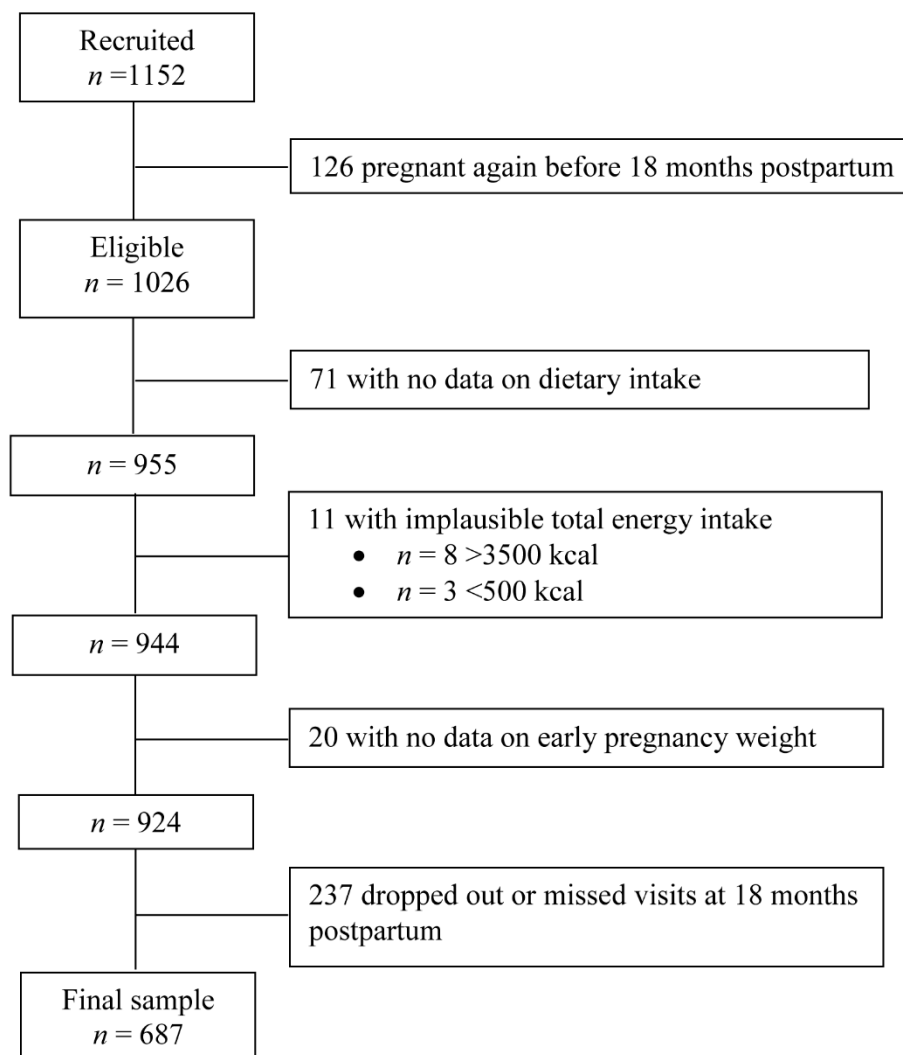 Recruited
n =1152
126 pregnant again before 18 months postpartum
Eligible
n = 1026
71 with no data on dietary intake
n = 955
11 with implausible total energy intake
• n = 8 >3500 kcal
• n = 3 <500 kcal
n = 944
20 with no data on early pregnancy weight
n = 924
237 dropped out or missed visits at 18 months
postpartum
Final sample
n = 687